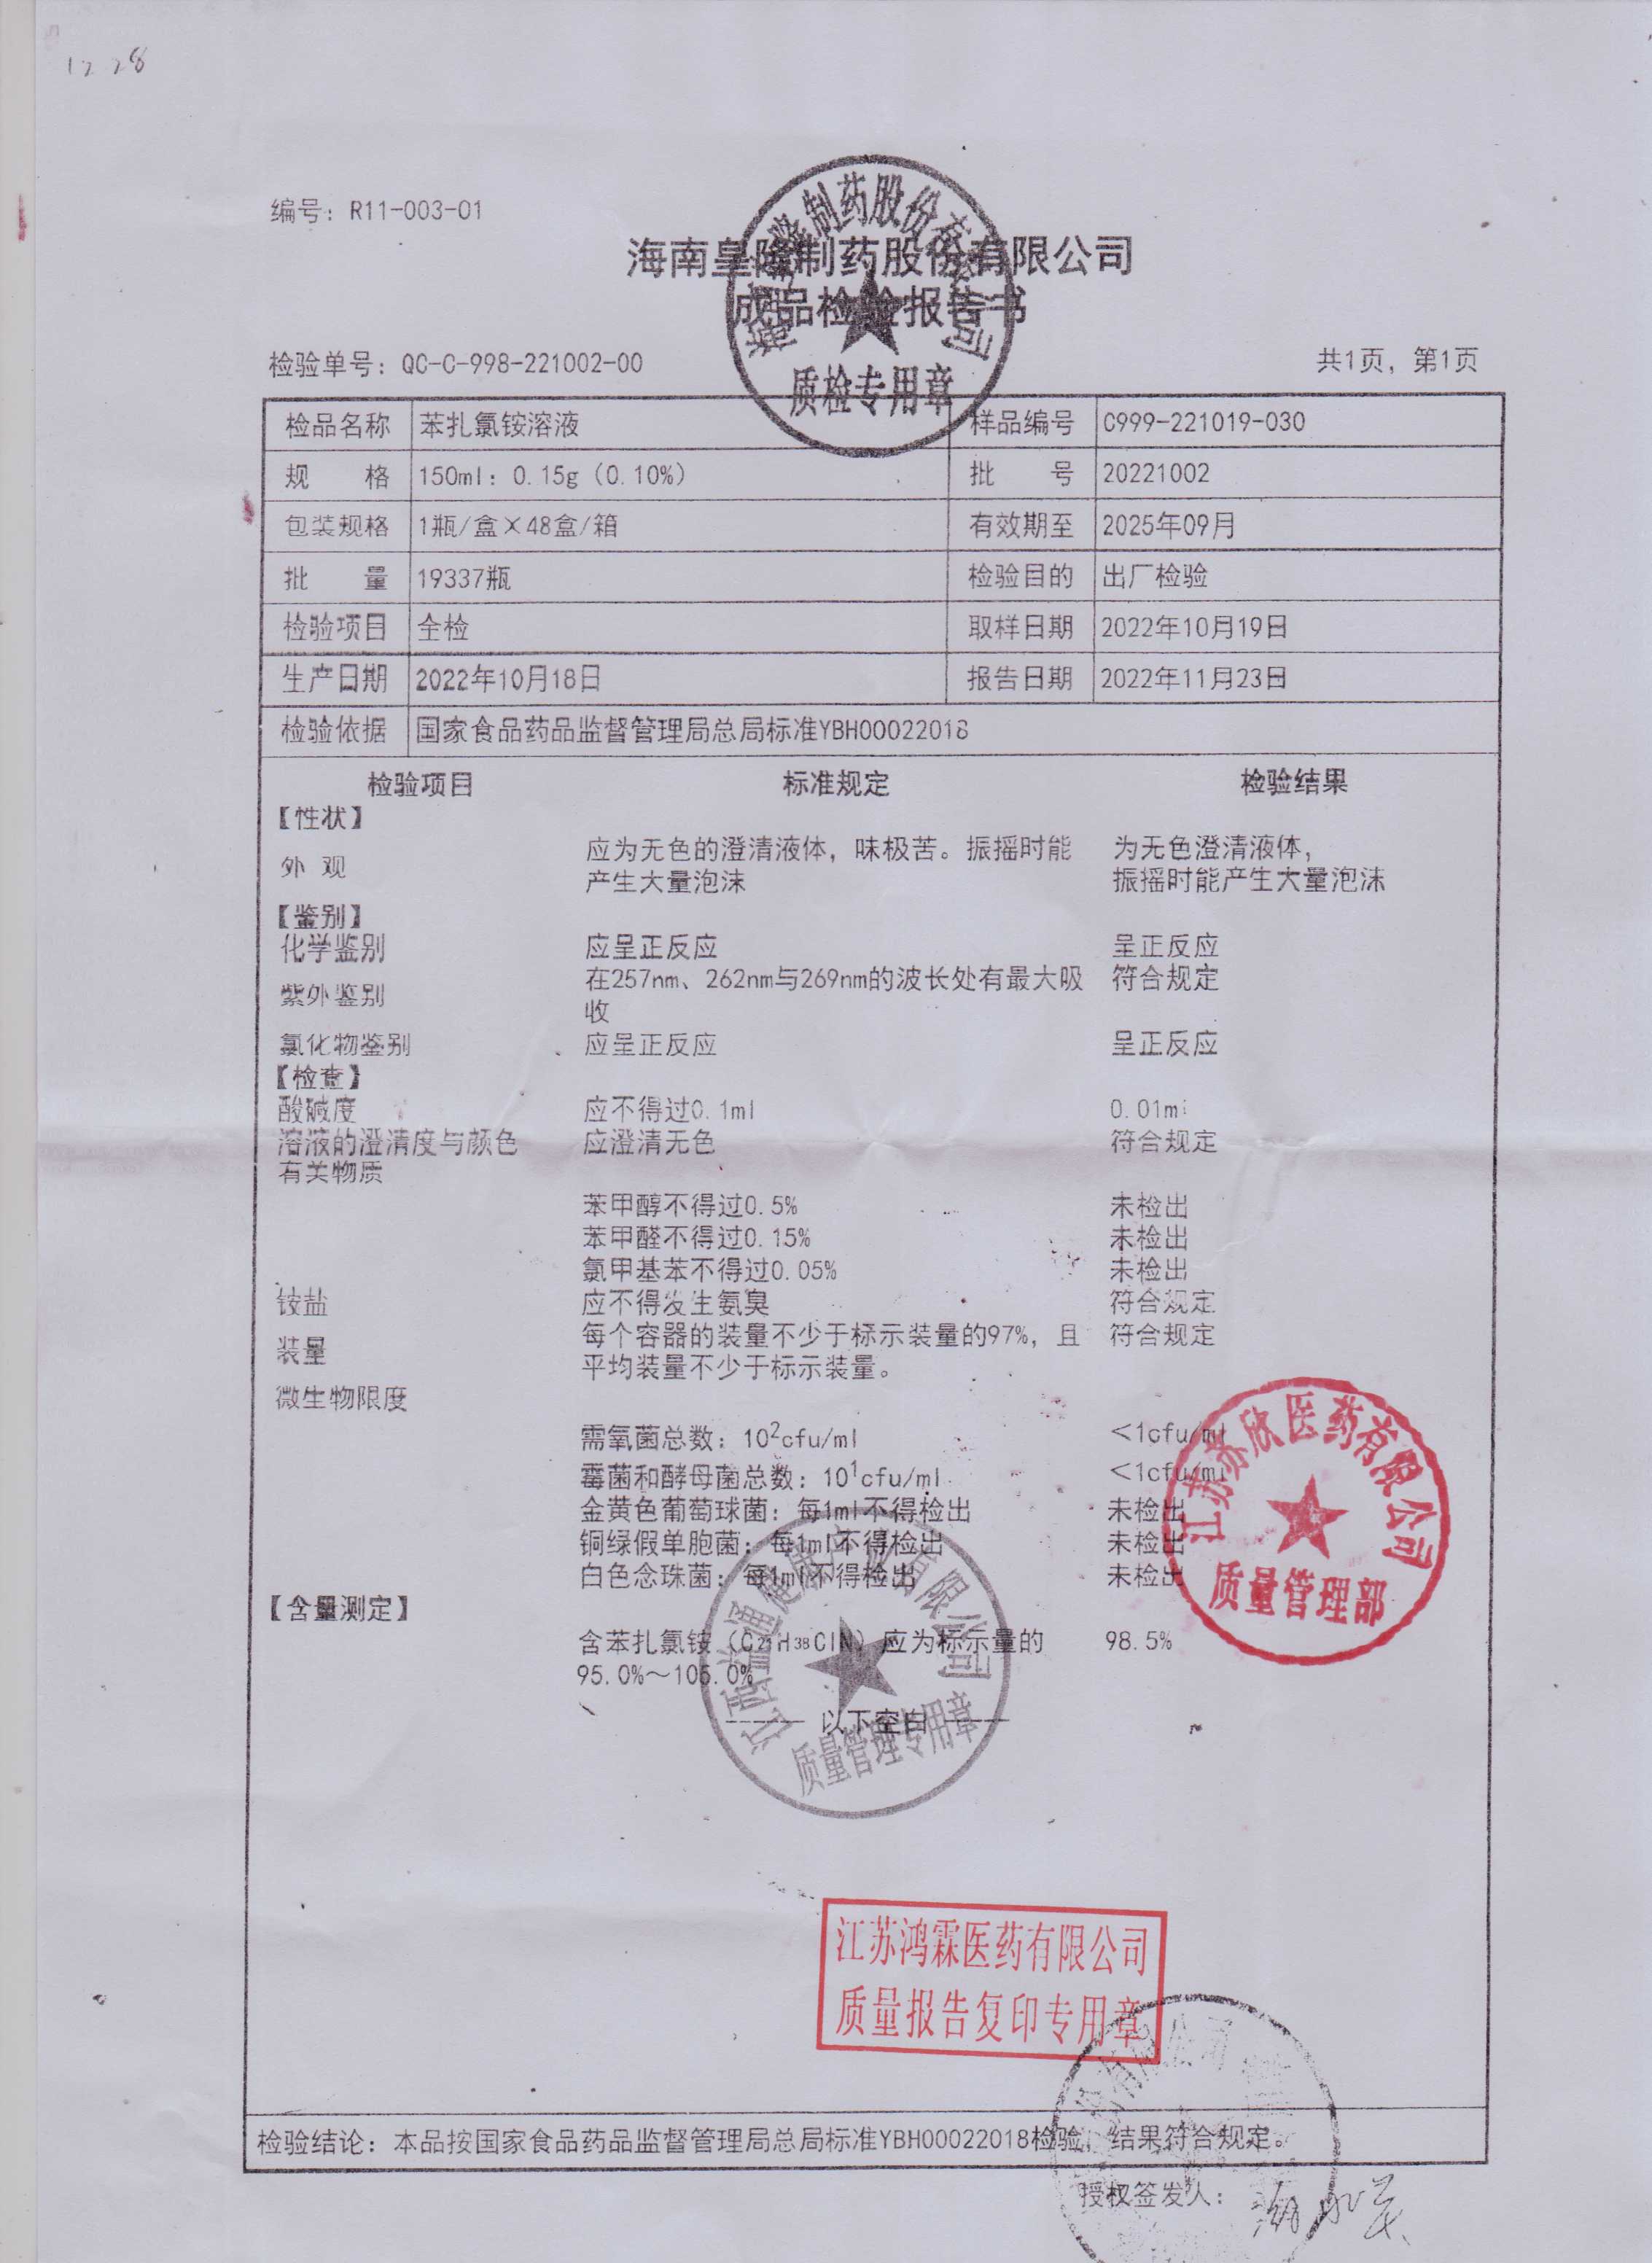 12 28
编号：R11-003-01
海南皇隆制药股份有限公司
成品检验报告书
质检专用章
检验单号：QC-C-998-221002-00
共1页，第1页
检品名称 苯扎氯铵溶液 样品编号 C999-221019-030
规 格 150ml：0.15g（0.10%） 批 号 20221002
包装规格 1瓶/盒×48盒/箱 有效期至 2025年09月
批 量 19337瓶 检验目的 出厂检验
检验项目 全检 取样日期 2022年10月19日
生产日期 2022年10月18日 报告日期 2022年11月23日
检验依据 国家食品药品监督管理局总局标准YBH00022018
检验项目 标准规定 检验结果
【性状】
外 观 应为无色的澄清液体，味极苦。振摇时能 为无色澄清液体，
产生大量泡沫 振摇时能产生大量泡沫
【鉴别】
化学鉴别 应呈正反应 呈正反应
紫外鉴别 在257nm、262nm与269nm的波长处有最大吸 符合规定
收
氯化物鉴别 应呈正反应 呈正反应
【检查】
酸碱度 应不得过0.1ml 0.01ml
溶液的澄清度与颜色 应澄清无色 符合规定
有关物质
苯甲醇不得过0.5% 未检出
苯甲醛不得过0.15% 未检出
氯甲基苯不得过0.05% 未检出
铵盐 应不得发生氨臭 符合规定
装量 每个容器的装量不少于标示装量的97%，且 符合规定
平均装量不少于标示装量。
微生物限度
需氧菌总数：10²cfu/ml <1cfu/ml
霉菌和酵母菌总数：10¹cfu/ml <1cfu/ml
金黄色葡萄球菌：每1ml不得检出 未检出
铜绿假单胞菌：每1ml不得检出 未检出
白色念珠菌：每1ml不得检出 未检出
江苏苏欣医药有限公司
质量管理部
【含量测定】
含苯扎氯铵（C₂₁H₃₈ClN）应为标示量的 98.5%
95.0%～105.0%
以下空白
江西益通健康产业有限公司
质量管理专用章
江苏鸿霖医药有限公司
质量报告复印专用章
检验结论：本品按国家食品药品监督管理局总局标准YBH00022018检验，结果符合规定。
授权签发人：